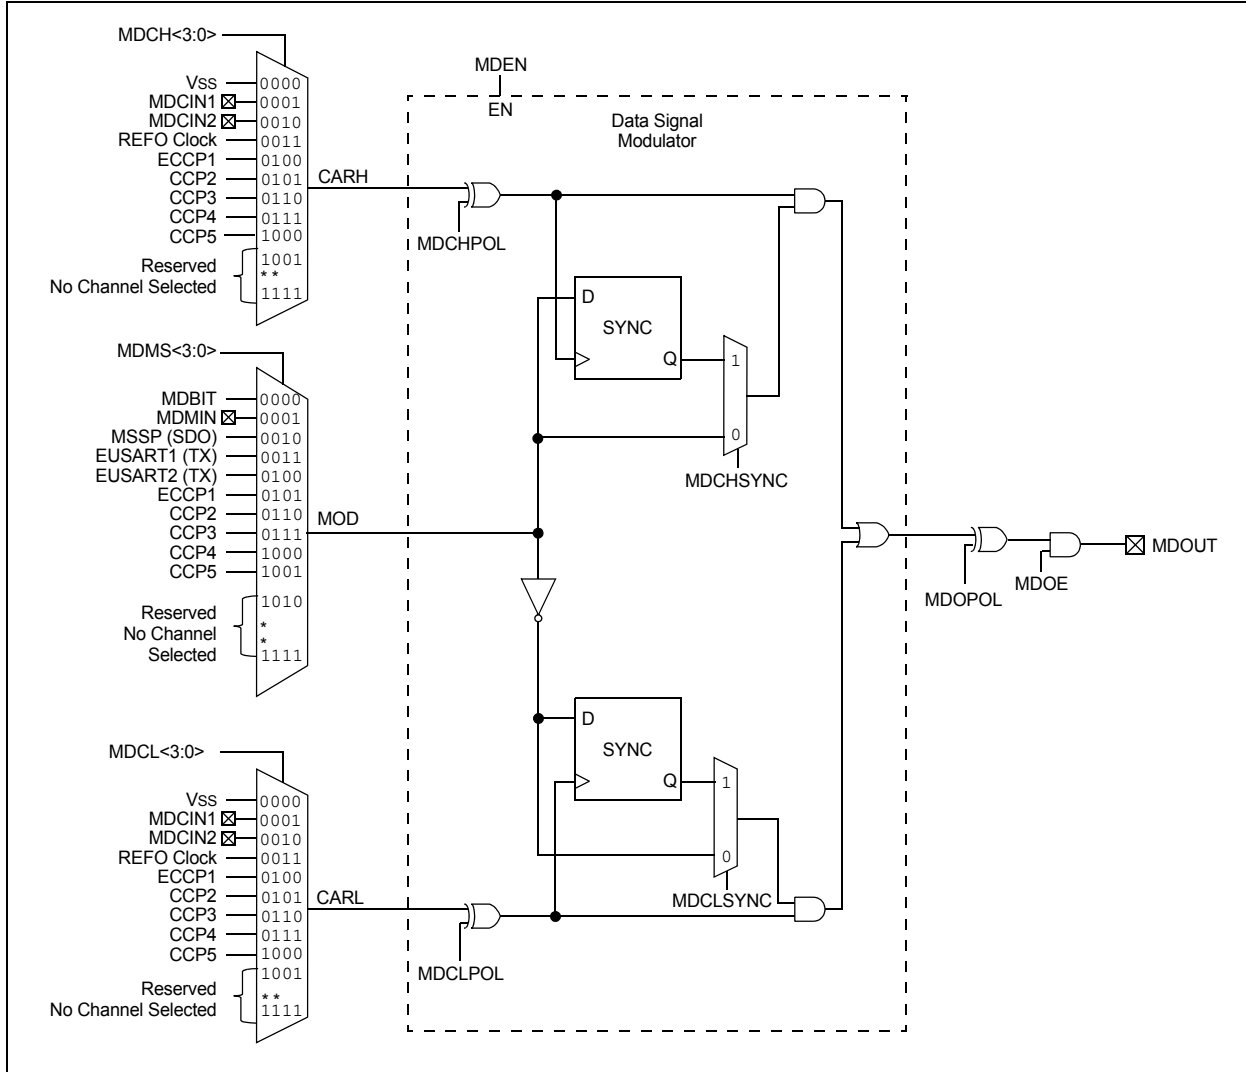 MDCH<3:0>
VSS 0000
MDCIN1 0001
MDCIN2 0010
REFO Clock 0011
ECCP1 0100
CCP2 0101
CCP3 0110
CCP4 0111
CCP5 1000
Reserved
No Channel Selected
1001
* *
1111
CARH
MDCHPOL
MDEN
EN
Data Signal
Modulator
D
SYNC
Q
1
0
MDCHSYNC
MDMS<3:0>
MDBIT 0000
MDMIN 0001
MSSP (SDO) 0010
EUSART1 (TX) 0011
EUSART2 (TX) 0100
ECCP1 0101
CCP2 0110
CCP3 0111
CCP4 1000
CCP5 1001
Reserved
No Channel
Selected
1010
*
*
1111
MOD
MDOPOL
MDOE
MDOUT
D
SYNC
Q
1
0
MDCLSYNC
MDCL<3:0>
VSS 0000
MDCIN1 0001
MDCIN2 0010
REFO Clock 0011
ECCP1 0100
CCP2 0101
CCP3 0110
CCP4 0111
CCP5 1000
Reserved
No Channel Selected
1001
* *
1111
CARL
MDCLPOL